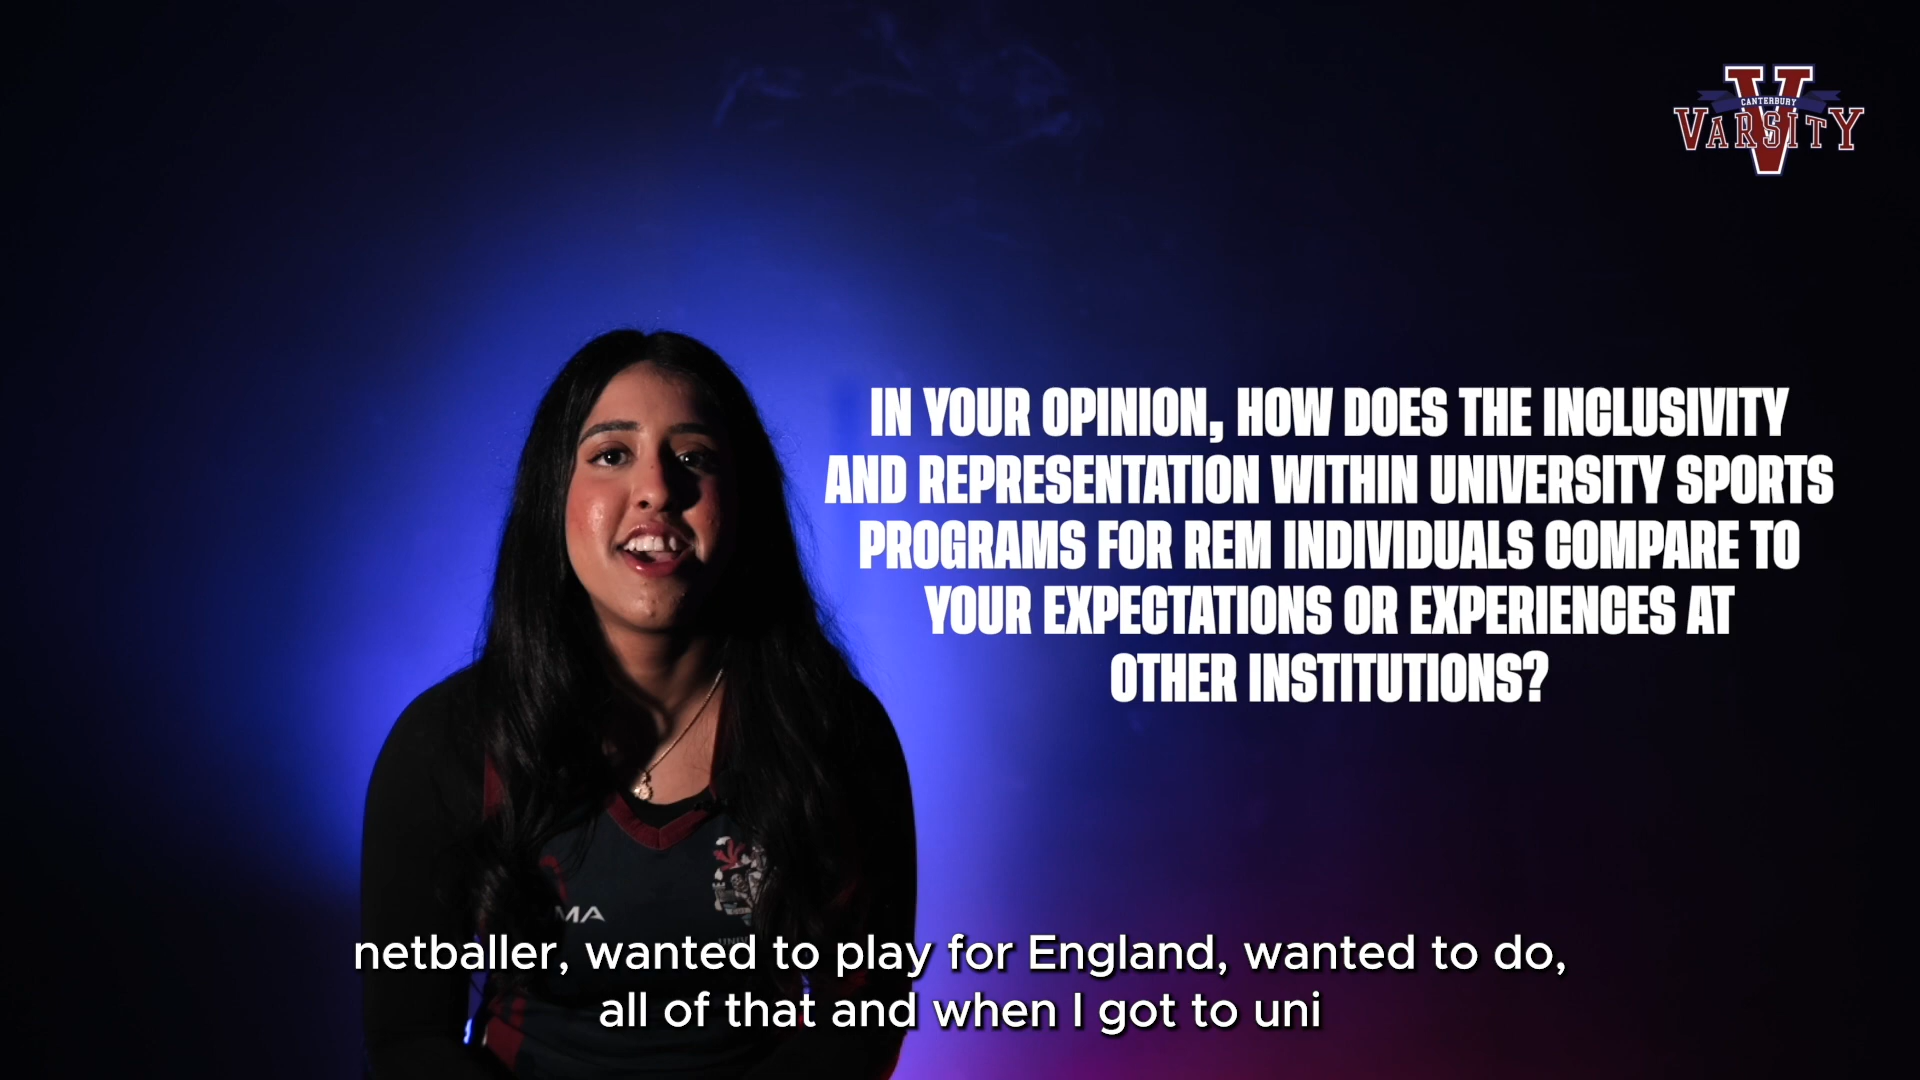 CANTERBURY
VARSITY
IN YOUR OPINION, HOW DOES THE INCLUSIVITY
AND REPRESENTATION WITHIN UNIVERSITY SPORTS
PROGRAMS FOR REM INDIVIDUALS COMPARE TO
YOUR EXPECTATIONS OR EXPERIENCES AT
OTHER INSTITUTIONS?
netballer, wanted to play for England, wanted to do,
all of that and when I got to uni